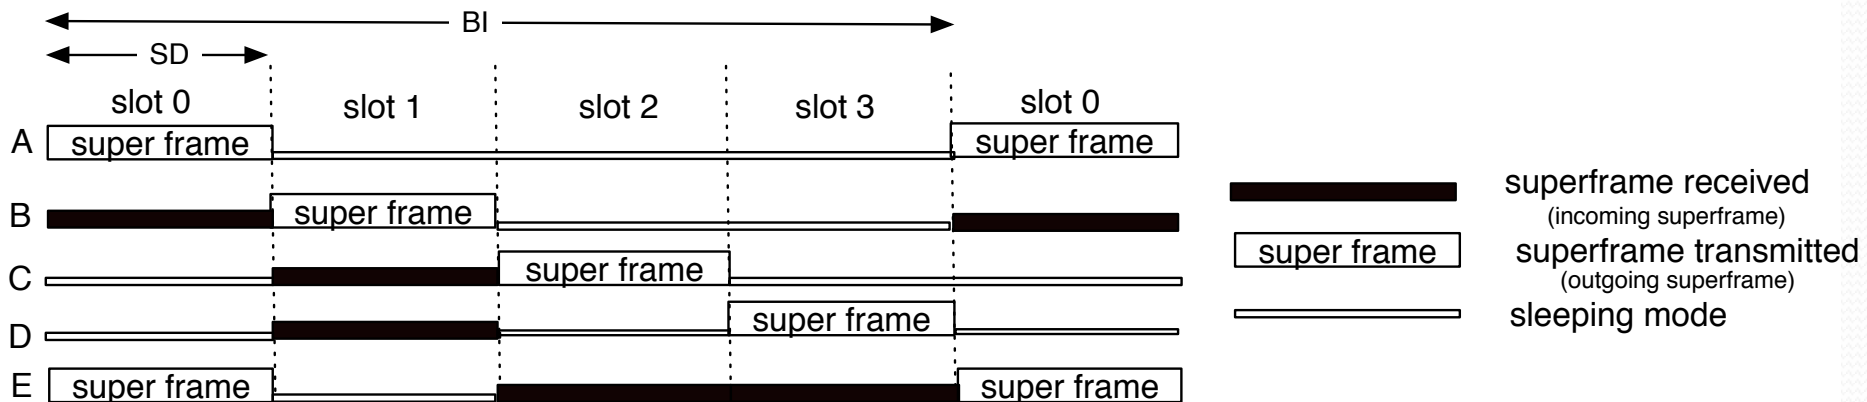 BI
SD
slot 0 slot 1 slot 2 slot 3 slot 0
A super frame super frame
B super frame
C super frame
D super frame
E super frame super frame
superframe received
(incoming superframe)
super frame superframe transmitted
(outgoing superframe)
sleeping mode